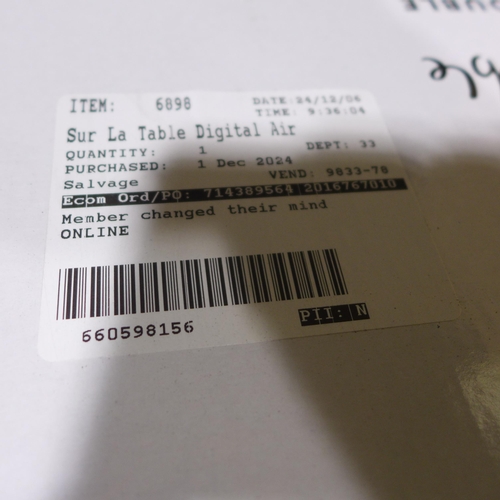 ITEM: 6898 DATE: 24/12/06
TIME: 9:36:04
Sur La Table Digital Air
QUANTITY: 1 DEPT: 33
PURCHASED: 1 Dec 2024
Salvage VEND: 9833-78
Ecom Ord/PO: 714389564 2016767010
Member changed their mind
ONLINE
660598156 PII: N